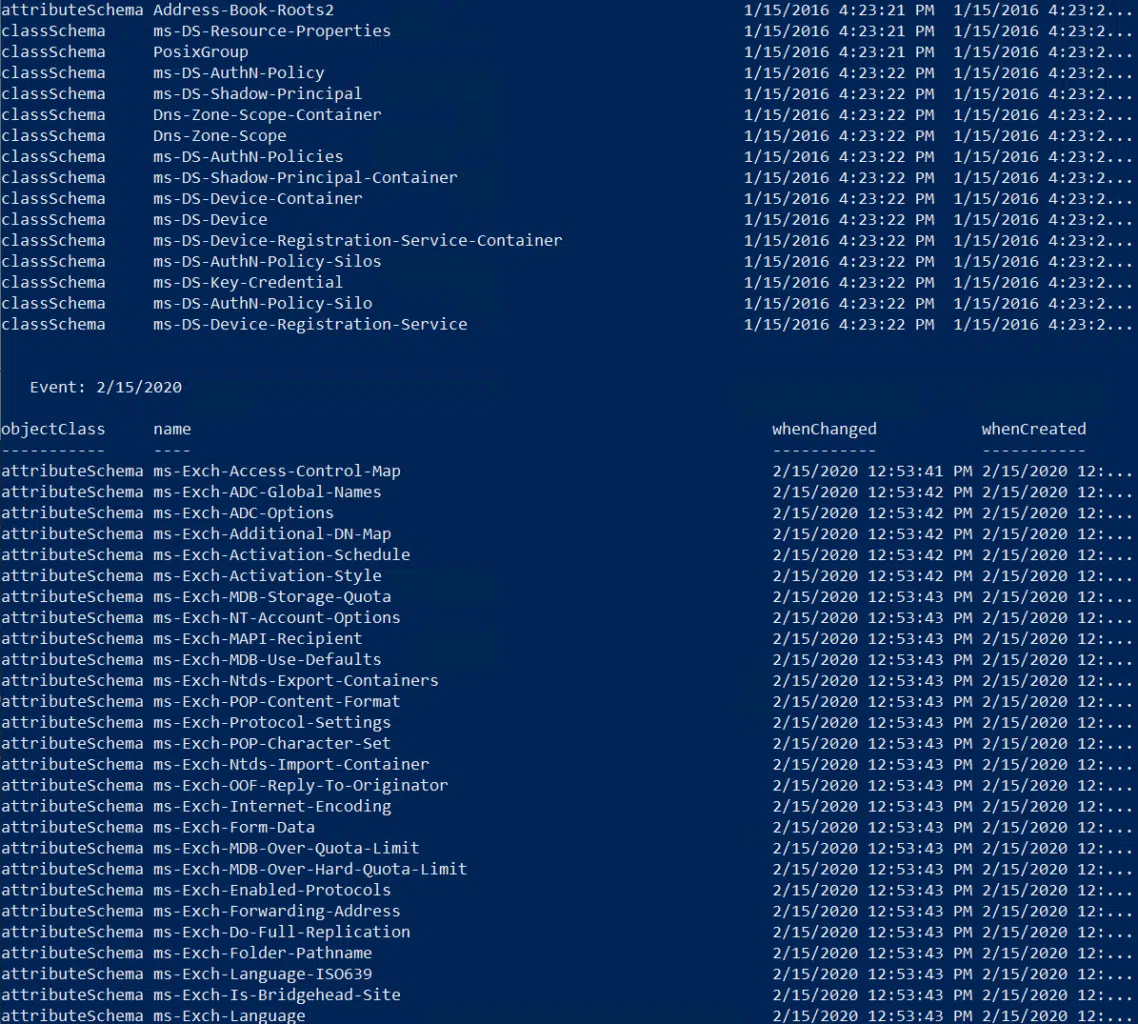 attributeSchema Address-Book-Roots2 1/15/2016 4:23:21 PM 1/15/2016 4:23:2...
classSchema ms-DS-Resource-Properties 1/15/2016 4:23:21 PM 1/15/2016 4:23:2...
classSchema PosixGroup 1/15/2016 4:23:21 PM 1/15/2016 4:23:2...
classSchema ms-DS-AuthN-Policy 1/15/2016 4:23:22 PM 1/15/2016 4:23:2...
classSchema ms-DS-Shadow-Principal 1/15/2016 4:23:22 PM 1/15/2016 4:23:2...
classSchema Dns-Zone-Scope-Container 1/15/2016 4:23:22 PM 1/15/2016 4:23:2...
classSchema Dns-Zone-Scope 1/15/2016 4:23:22 PM 1/15/2016 4:23:2...
classSchema ms-DS-AuthN-Policies 1/15/2016 4:23:22 PM 1/15/2016 4:23:2...
classSchema ms-DS-Shadow-Principal-Container 1/15/2016 4:23:22 PM 1/15/2016 4:23:2...
classSchema ms-DS-Device-Container 1/15/2016 4:23:22 PM 1/15/2016 4:23:2...
classSchema ms-DS-Device 1/15/2016 4:23:22 PM 1/15/2016 4:23:2...
classSchema ms-DS-Device-Registration-Service-Container 1/15/2016 4:23:22 PM 1/15/2016 4:23:2...
classSchema ms-DS-AuthN-Policy-Silos 1/15/2016 4:23:22 PM 1/15/2016 4:23:2...
classSchema ms-DS-Key-Credential 1/15/2016 4:23:22 PM 1/15/2016 4:23:2...
classSchema ms-DS-AuthN-Policy-Silo 1/15/2016 4:23:22 PM 1/15/2016 4:23:2...
classSchema ms-DS-Device-Registration-Service 1/15/2016 4:23:22 PM 1/15/2016 4:23:2...
Event: 2/15/2020
objectClass name whenChanged whenCreated
----------- ---- ----------- -----------
attributeSchema ms-Exch-Access-Control-Map 2/15/2020 12:53:41 PM 2/15/2020 12:...
attributeSchema ms-Exch-ADC-Global-Names 2/15/2020 12:53:42 PM 2/15/2020 12:...
attributeSchema ms-Exch-ADC-Options 2/15/2020 12:53:42 PM 2/15/2020 12:...
attributeSchema ms-Exch-Additional-DN-Map 2/15/2020 12:53:42 PM 2/15/2020 12:...
attributeSchema ms-Exch-Activation-Schedule 2/15/2020 12:53:42 PM 2/15/2020 12:...
attributeSchema ms-Exch-Activation-Style 2/15/2020 12:53:42 PM 2/15/2020 12:...
attributeSchema ms-Exch-MDB-Storage-Quota 2/15/2020 12:53:43 PM 2/15/2020 12:...
attributeSchema ms-Exch-NT-Account-Options 2/15/2020 12:53:43 PM 2/15/2020 12:...
attributeSchema ms-Exch-MAPI-Recipient 2/15/2020 12:53:43 PM 2/15/2020 12:...
attributeSchema ms-Exch-MDB-Use-Defaults 2/15/2020 12:53:43 PM 2/15/2020 12:...
attributeSchema ms-Exch-Ntds-Export-Containers 2/15/2020 12:53:43 PM 2/15/2020 12:...
attributeSchema ms-Exch-POP-Content-Format 2/15/2020 12:53:43 PM 2/15/2020 12:...
attributeSchema ms-Exch-Protocol-Settings 2/15/2020 12:53:43 PM 2/15/2020 12:...
attributeSchema ms-Exch-POP-Character-Set 2/15/2020 12:53:43 PM 2/15/2020 12:...
attributeSchema ms-Exch-Ntds-Import-Container 2/15/2020 12:53:43 PM 2/15/2020 12:...
attributeSchema ms-Exch-OOF-Reply-To-Originator 2/15/2020 12:53:43 PM 2/15/2020 12:...
attributeSchema ms-Exch-Internet-Encoding 2/15/2020 12:53:43 PM 2/15/2020 12:...
attributeSchema ms-Exch-Form-Data 2/15/2020 12:53:43 PM 2/15/2020 12:...
attributeSchema ms-Exch-MDB-Over-Quota-Limit 2/15/2020 12:53:43 PM 2/15/2020 12:...
attributeSchema ms-Exch-MDB-Over-Hard-Quota-Limit 2/15/2020 12:53:43 PM 2/15/2020 12:...
attributeSchema ms-Exch-Enabled-Protocols 2/15/2020 12:53:43 PM 2/15/2020 12:...
attributeSchema ms-Exch-Forwarding-Address 2/15/2020 12:53:43 PM 2/15/2020 12:...
attributeSchema ms-Exch-Do-Full-Replication 2/15/2020 12:53:43 PM 2/15/2020 12:...
attributeSchema ms-Exch-Folder-Pathname 2/15/2020 12:53:43 PM 2/15/2020 12:...
attributeSchema ms-Exch-Language-ISO639 2/15/2020 12:53:43 PM 2/15/2020 12:...
attributeSchema ms-Exch-Is-Bridgehead-Site 2/15/2020 12:53:43 PM 2/15/2020 12:...
attributeSchema ms-Exch-Language 2/15/2020 12:53:43 PM 2/15/2020 12:...